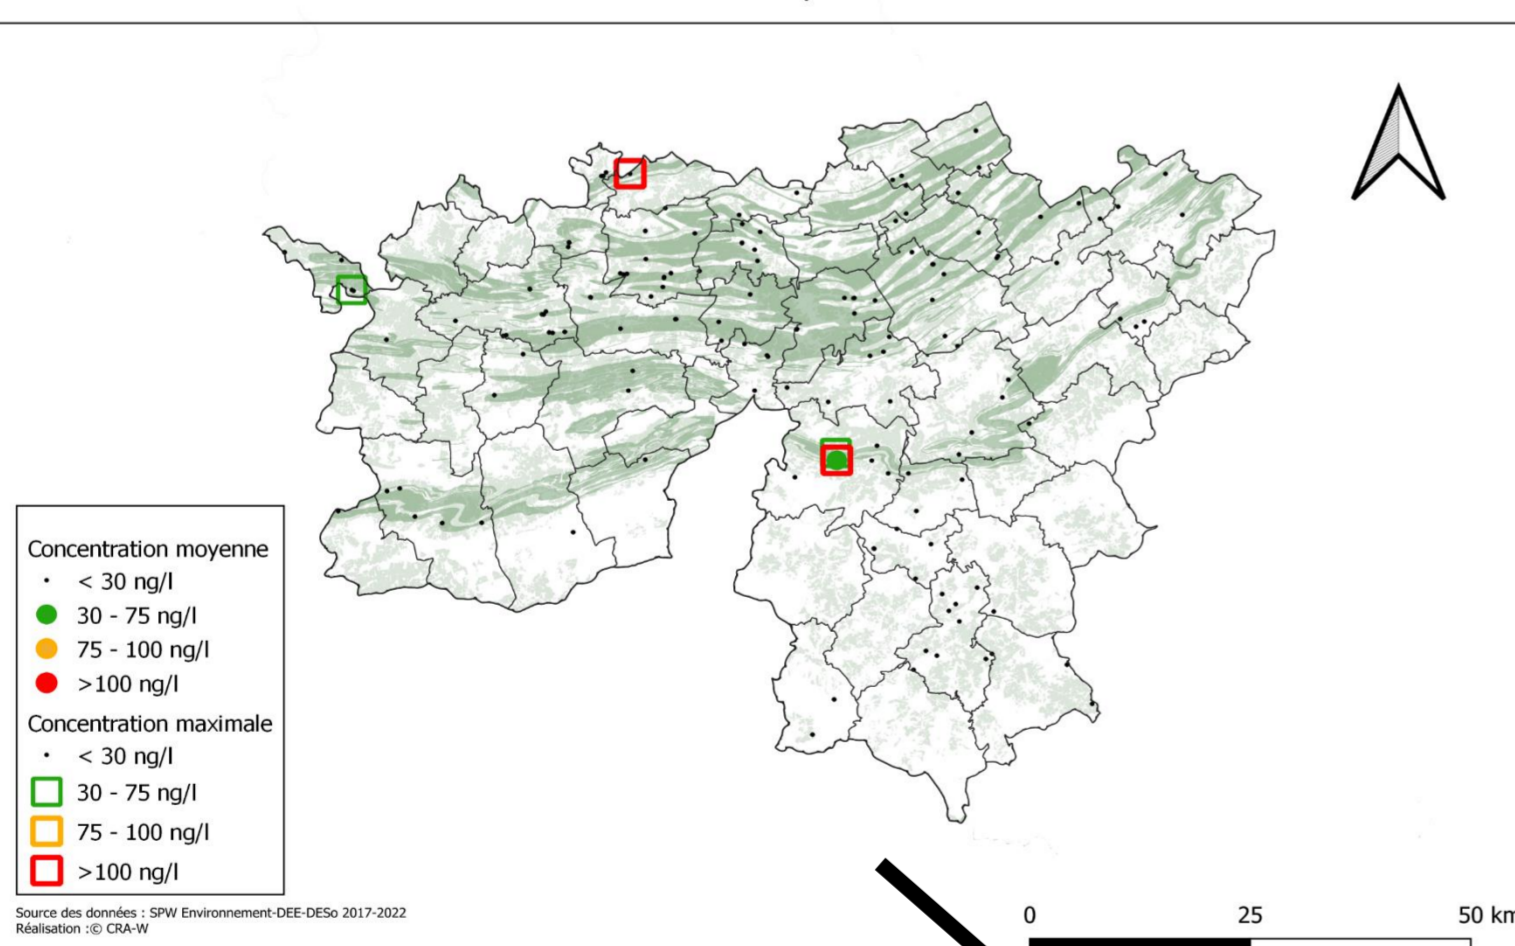 Concentration moyenne
< 30 ng/l
30 - 75 ng/l
75 - 100 ng/l
>100 ng/l
Concentration maximale
< 30 ng/l
30 - 75 ng/l
75 - 100 ng/l
>100 ng/l
Source des données : SPW Environnement-DEE-DESo 2017-2022
Réalisation :© CRA-W
0 25 50 km